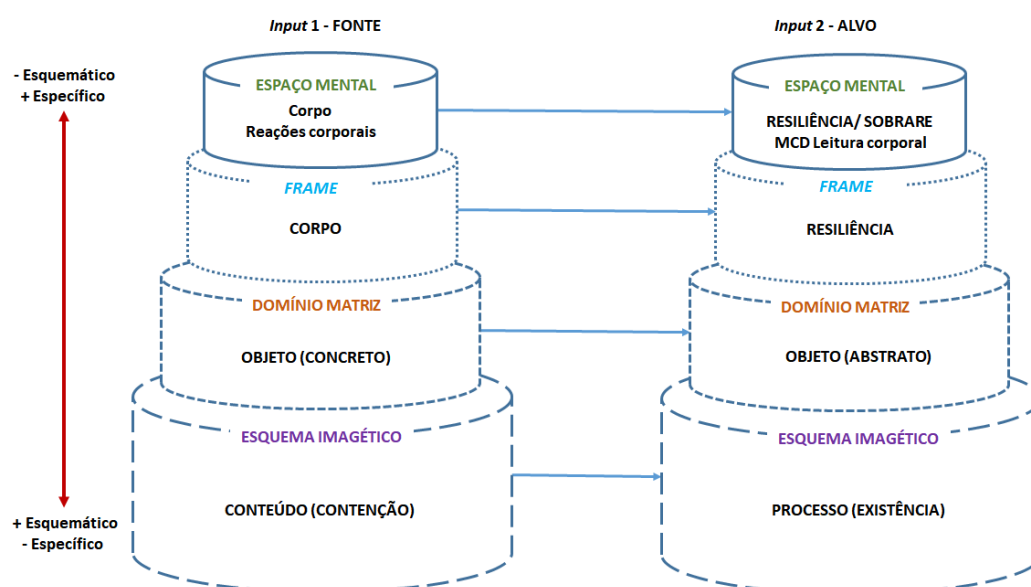 Input 1 - FONTE
Input 2 - ALVO
- Esquemático
+ Específico
ESPAÇO MENTAL
Corpo
Reações corporais
ESPAÇO MENTAL
RESILIÊNCIA/ SOBRARE
MCD Leitura corporal
FRAME
CORPO
FRAME
RESILIÊNCIA
DOMÍNIO MATRIZ
OBJETO (CONCRETO)
DOMÍNIO MATRIZ
OBJETO (ABSTRATO)
ESQUEMA IMAGÉTICO
CONTEÚDO (CONTENÇÃO)
ESQUEMA IMAGÉTICO
PROCESSO (EXISTÊNCIA)
+ Esquemático
- Específico